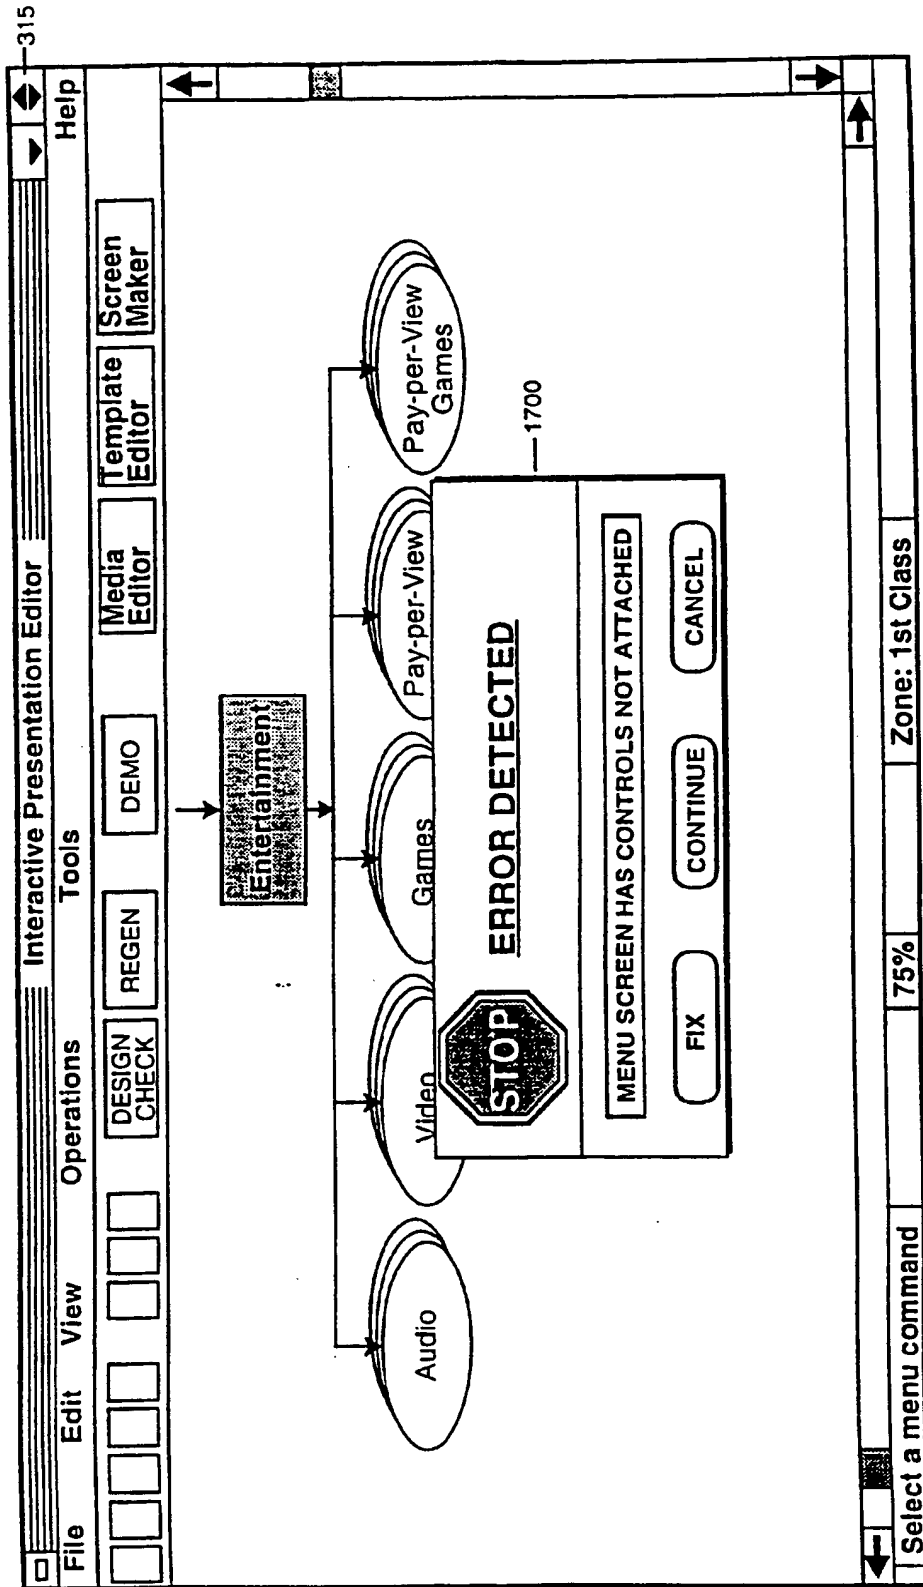 315
Interactive Presentation Editor
File Edit View Operations Tools Help
DESIGN
CHECK
REGEN
DEMO
Media
Editor
Template
Editor
Screen
Maker
Entertainment
Audio
Video
Games
Pay-per-View
Pay-per-View
Games
1700
STOP
ERROR DETECTED
MENU SCREEN HAS CONTROLS NOT ATTACHED
FIX
CONTINUE
CANCEL
Select a menu command
75%
Zone: 1st Class